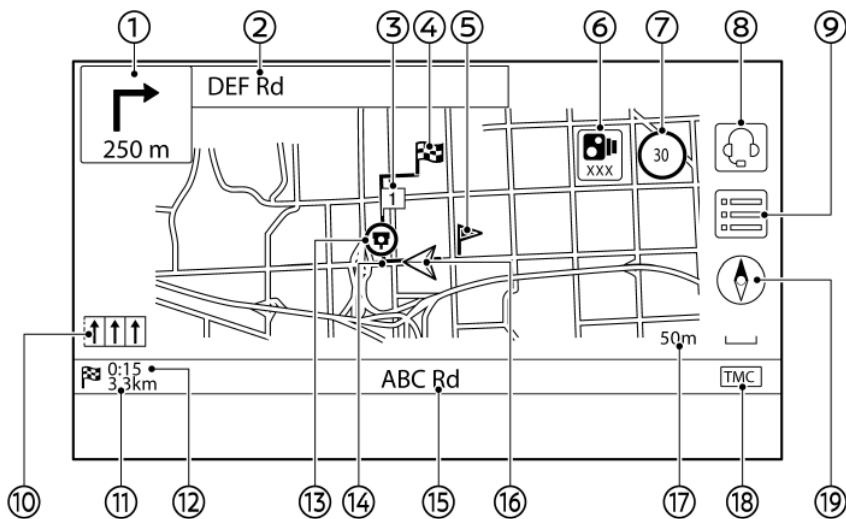 ① ② ③ ④ ⑤ ⑥ ⑦ ⑧ ⑨
DEF Rd
250 m
XXX
30
1
50m
0:15
3.3km
ABC Rd
TMC
⑩ ⑪ ⑫ ⑬ ⑭ ⑮ ⑯ ⑰ ⑱ ⑲